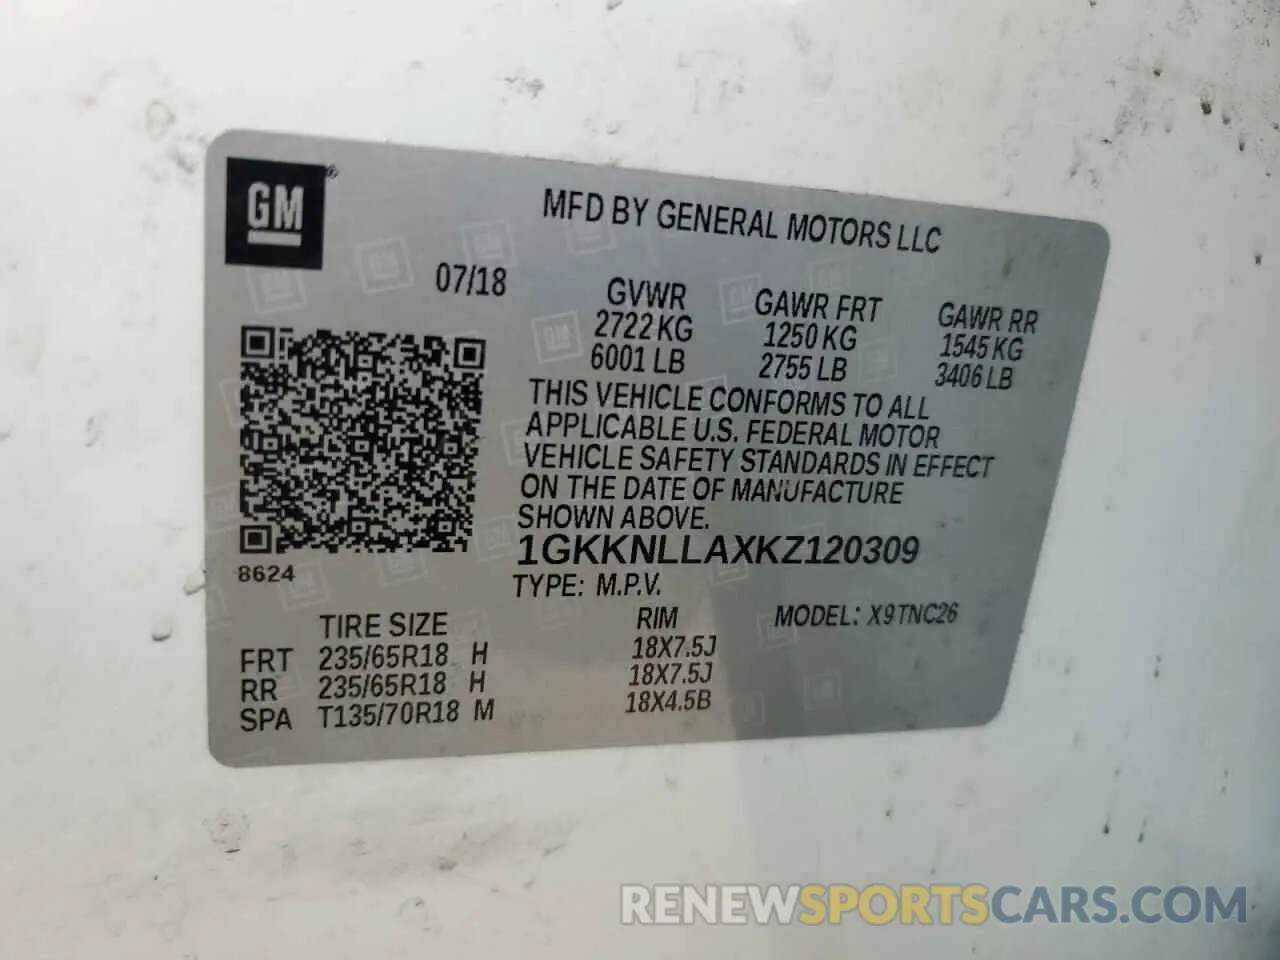 GM ®
MFD BY GENERAL MOTORS LLC
07/18
GVWR GAWR FRT GAWR RR
2722 KG 1250 KG 1545 KG
6001 LB 2755 LB 3406 LB
THIS VEHICLE CONFORMS TO ALL
APPLICABLE U.S. FEDERAL MOTOR
VEHICLE SAFETY STANDARDS IN EFFECT
ON THE DATE OF MANUFACTURE
SHOWN ABOVE.
1GKKNLLAXKZ120309
8624
TYPE: M.P.V.
MODEL: X9TNC26
TIRE SIZE RIM
FRT 235/65R18 H 18X7.5J
RR 235/65R18 H 18X7.5J
SPA T135/70R18 M 18X4.5B
RENEWSPORTSCARS.COM